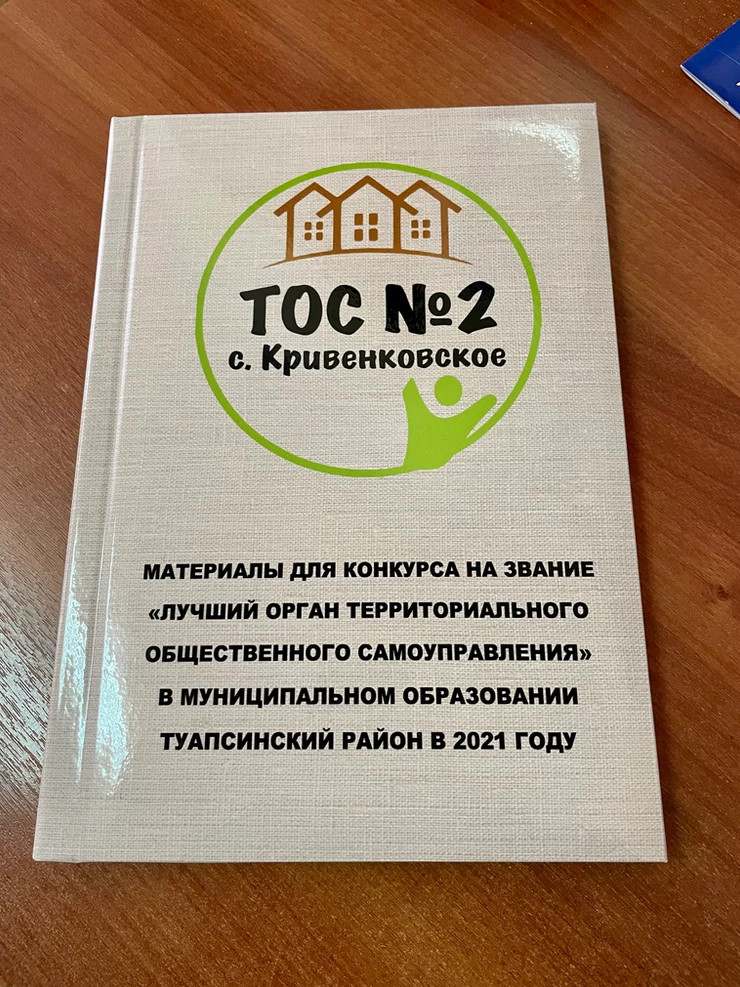 ТОС №2
с. Кривенковское
МАТЕРИАЛЫ ДЛЯ КОНКУРСА НА ЗВАНИЕ
«ЛУЧШИЙ ОРГАН ТЕРРИТОРИАЛЬНОГО
ОБЩЕСТВЕННОГО САМОУПРАВЛЕНИЯ»
В МУНИЦИПАЛЬНОМ ОБРАЗОВАНИИ
ТУАПСИНСКИЙ РАЙОН В 2021 ГОДУ